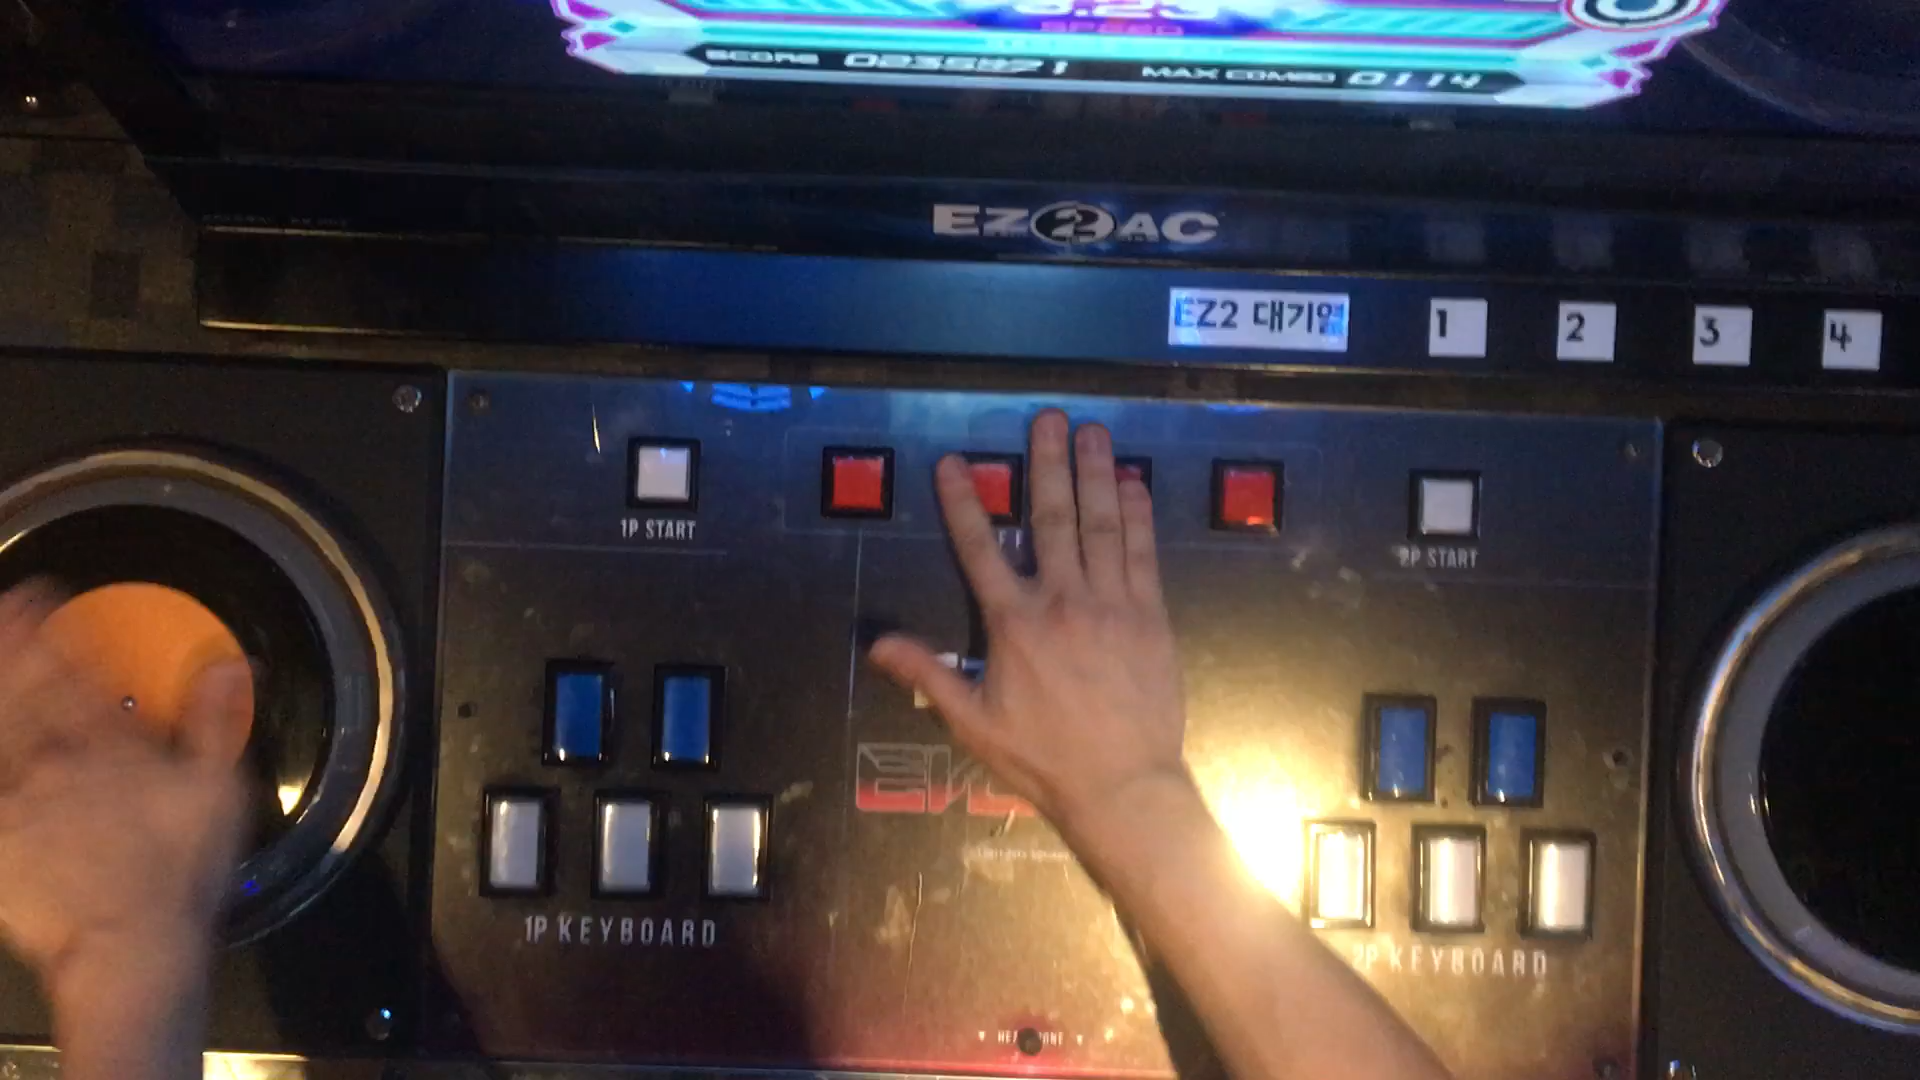 SPEED
SCORE 0235871 MAX COMBO 0114
EZ2AC
EZ2 대기열 1 2 3 4
1P START
2P START
1P KEYBOARD
2P KEYBOARD